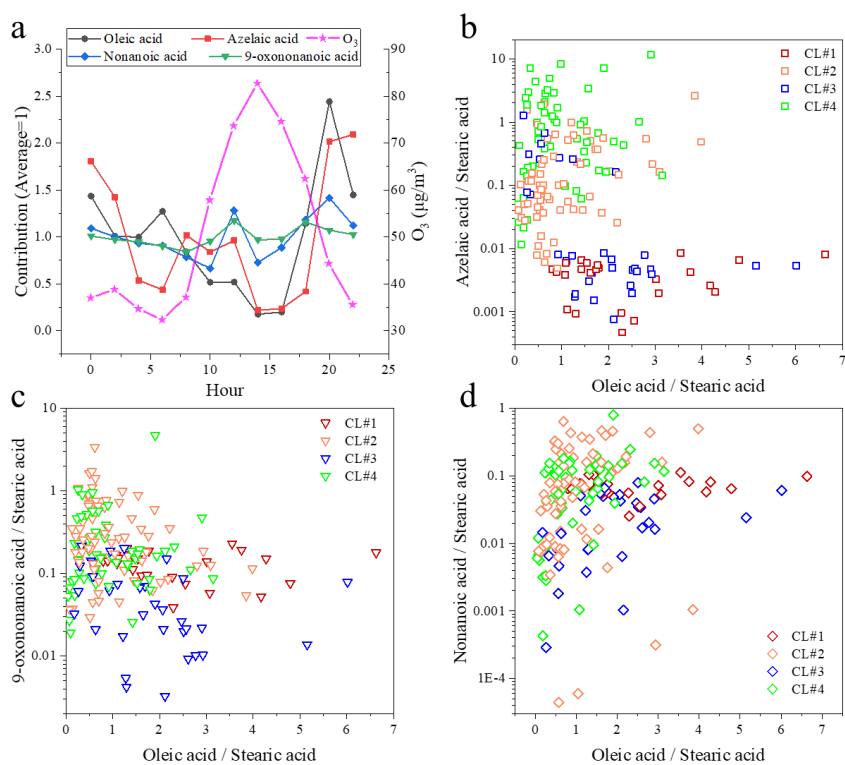 a
Oleic acid
Azelaic acid
O₃
Nonanoic acid
9-oxononanoic acid
3.0
2.5
2.0
1.5
1.0
0.5
0.0
Contribution (Average=1)
90
80
70
60
50
40
30
O₃ (μg/m³)
0
5
10
15
20
25
Hour
b
CL#1
CL#2
CL#3
CL#4
10
1
0.1
0.01
0.001
Azelaic acid / Stearic acid
0
1
2
3
4
5
6
7
Oleic acid / Stearic acid
c
CL#1
CL#2
CL#3
CL#4
10
1
0.1
0.01
9-oxononanoic acid / Stearic acid
0
1
2
3
4
5
6
7
Oleic acid / Stearic acid
d
CL#1
CL#2
CL#3
CL#4
1
0.1
0.01
0.001
1E-4
Nonanoic acid / Stearic acid
0
1
2
3
4
5
6
7
Oleic acid / Stearic acid